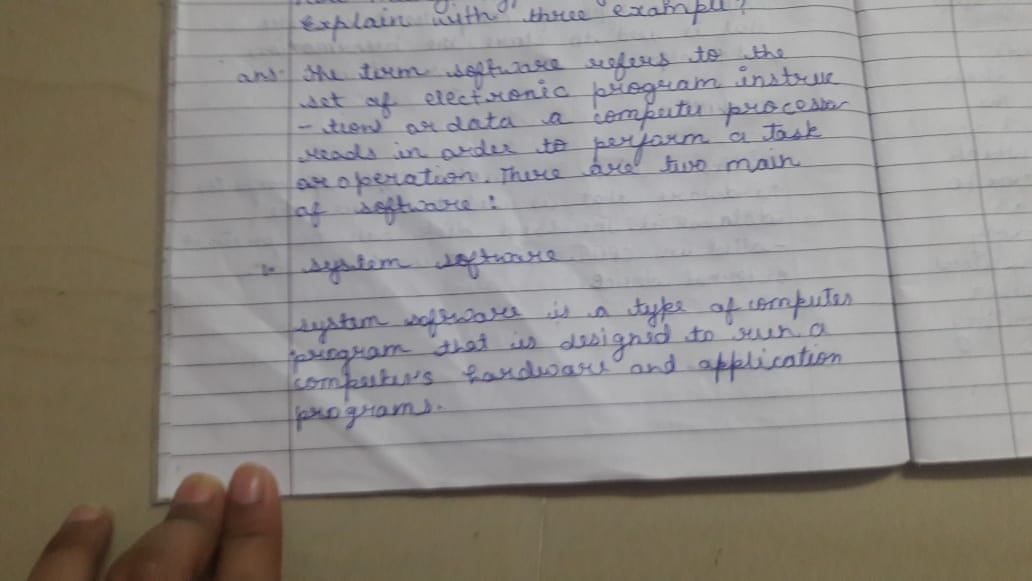 Explain with three example?
ans- the term software refers to the
set of electronic program instruc
- tions or data a computer processor
reads in order to perform a task
or operation. There are two main
of software:
1. system software
system software is a type of computer
program that is designed to run a
computer's hardware and application
programs.